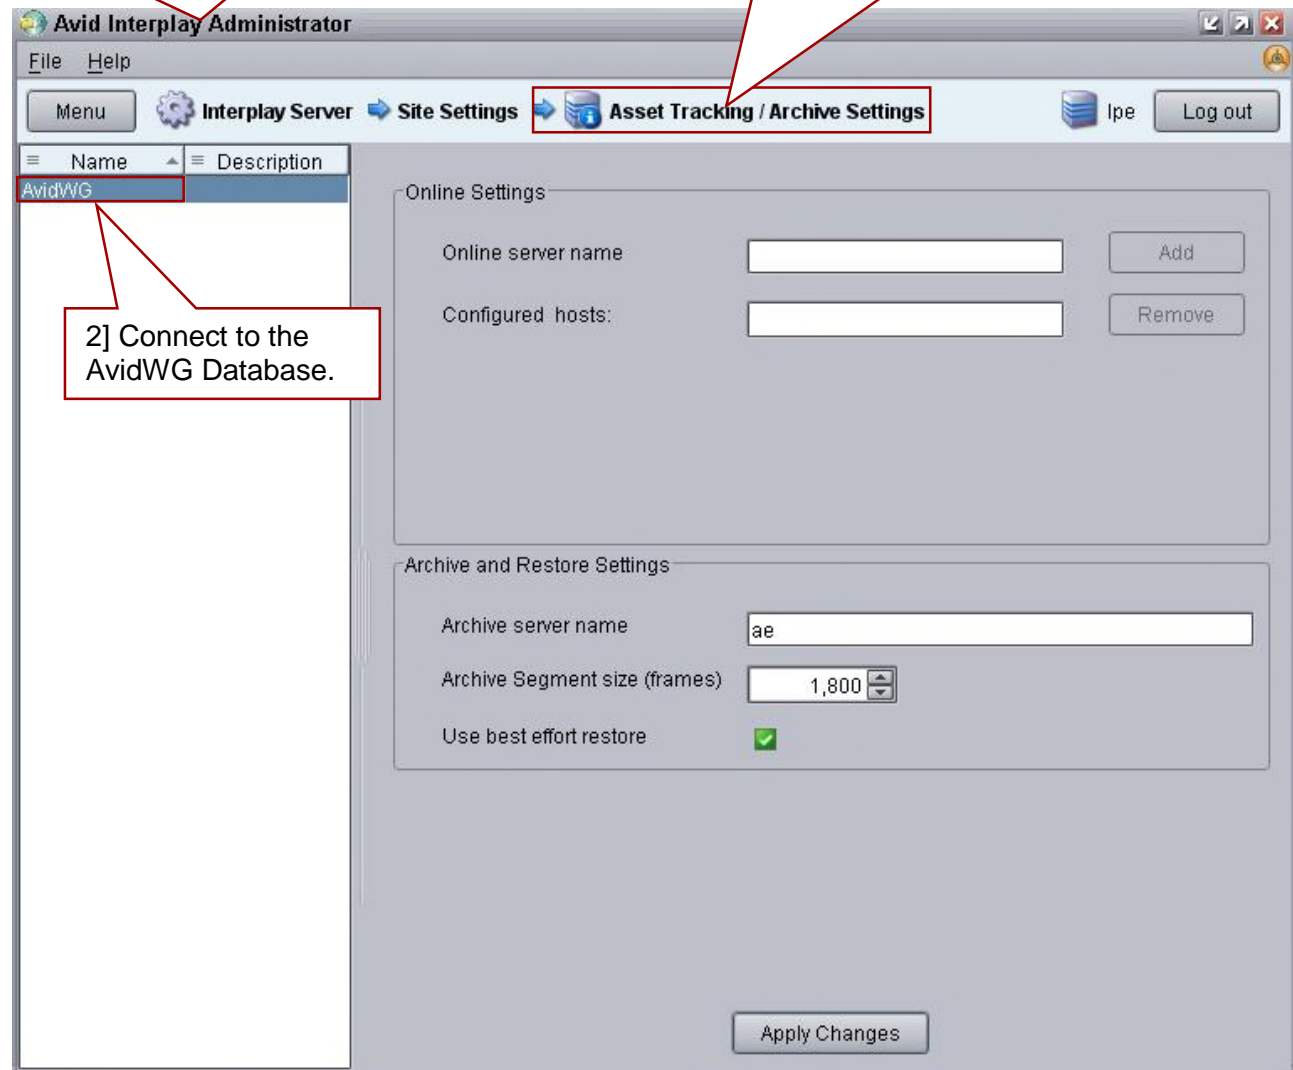 Avid Interplay Administrator
File Help
Menu Interplay Server Site Settings Asset Tracking / Archive Settings Ipe Log out
Name Description
AvidWG
Online Settings
Online server name Add
Configured hosts: Remove
2] Connect to the
AvidWG Database.
Archive and Restore Settings
Archive server name ae
Archive Segment size (frames) 1,800
Use best effort restore
Apply Changes